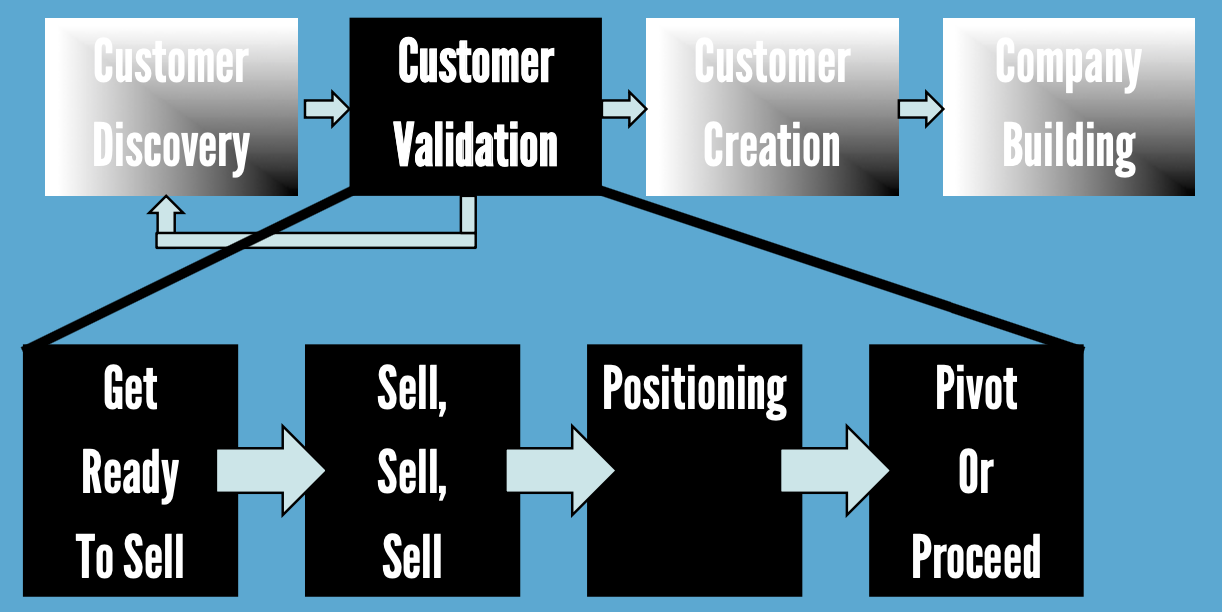 Customer
Discovery
Customer
Validation
Customer
Creation
Company
Building
Get
Ready
To Sell
Sell,
Sell,
Sell
Positioning
Pivot
Or
Proceed